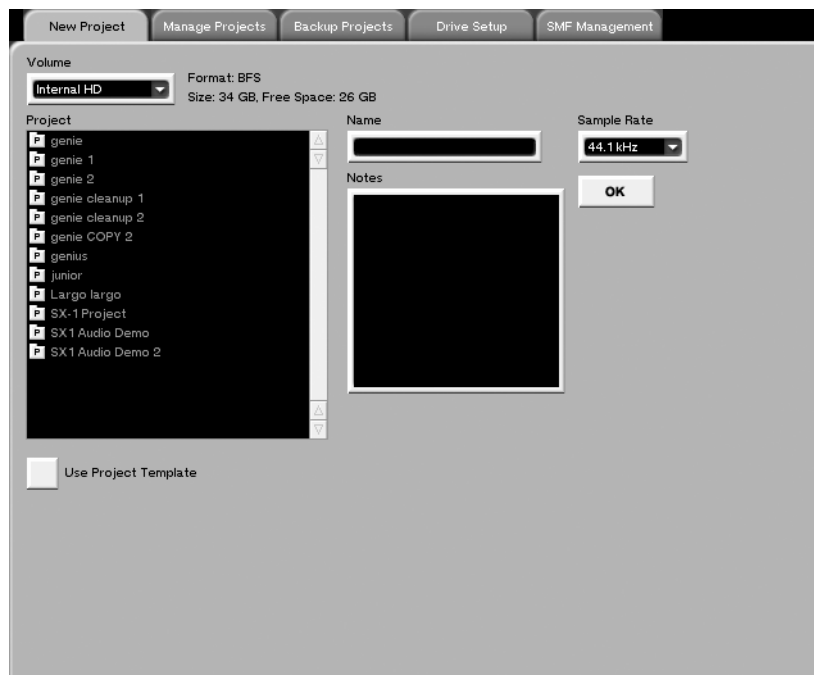 New Project Manage Projects Backup Projects Drive Setup SMF Management
Volume
Internal HD
Format: BFS
Size: 34 GB, Free Space: 26 GB
Project
P genie
P genie 1
P genie 2
P genie cleanup 1
P genie cleanup 2
P genie COPY 2
P genius
P junior
P Largo largo
P SX-1 Project
P SX1 Audio Demo
P SX1 Audio Demo 2
Name
Notes
Sample Rate
44.1 kHz
OK
Use Project Template